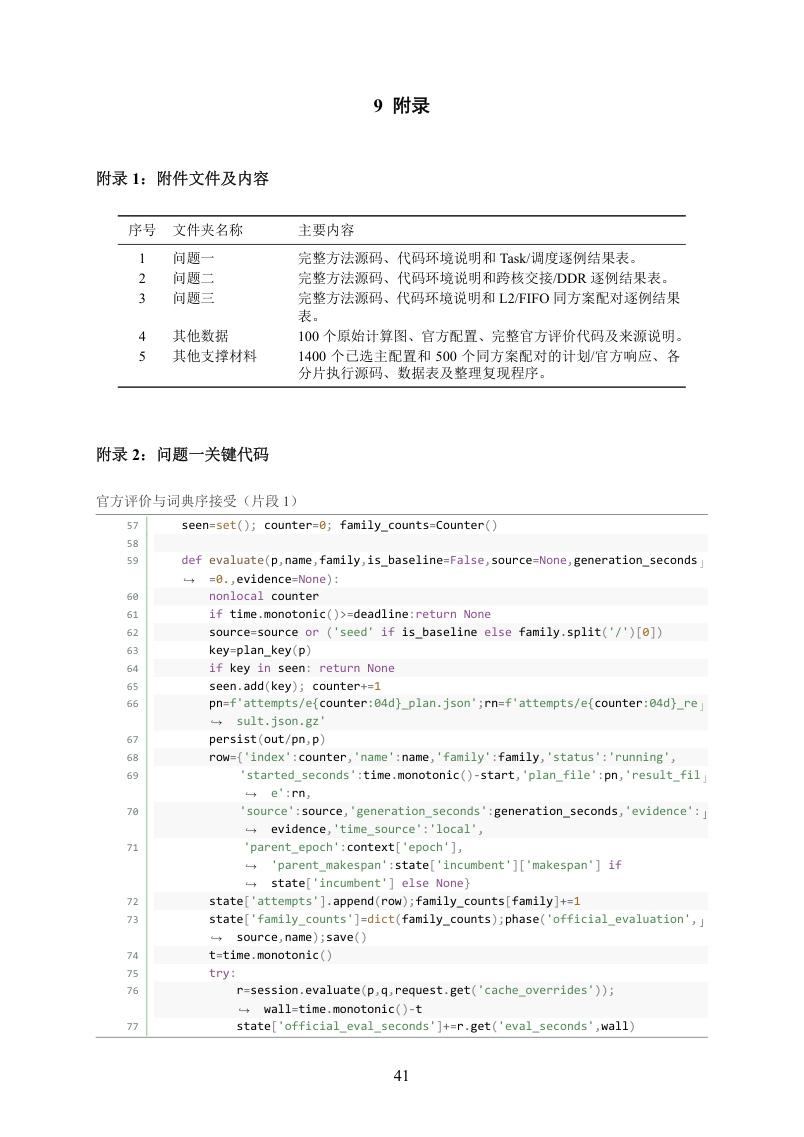 9 附录
附录 1：附件文件及内容
序号 文件夹名称 主要内容
1 问题一 完整方法源码、代码环境说明和 Task/调度逐例结果表。
2 问题二 完整方法源码、代码环境说明和跨核交接/DDR 逐例结果表。
3 问题三 完整方法源码、代码环境说明和 L2/FIFO 同方案配对逐例结果
表。
4 其他数据 100 个原始计算图、官方配置、完整官方评价代码及来源说明。
5 其他支撑材料 1400 个已选主配置和 500 个同方案配对的计划/官方响应、各
分片执行源码、数据表及整理复现程序。
附录 2：问题一关键代码
官方评价与词典序接受（片段 1）
57 seen=set(); counter=0; family_counts=Counter()
58
59 def evaluate(p,name,family,is_baseline=False,source=None,generation_seconds⌋
↪ =0.,evidence=None):
60 nonlocal counter
61 if time.monotonic()>=deadline:return None
62 source=source or ('seed' if is_baseline else family.split('/')[0])
63 key=plan_key(p)
64 if key in seen: return None
65 seen.add(key); counter+=1
66 pn=f'attempts/e{counter:04d}_plan.json';rn=f'attempts/e{counter:04d}_re⌋
↪ sult.json.gz'
67 persist(out/pn,p)
68 row={'index':counter,'name':name,'family':family,'status':'running',
69 'started_seconds':time.monotonic()-start,'plan_file':pn,'result_fil⌋
↪ e':rn,
70 'source':source,'generation_seconds':generation_seconds,'evidence':⌋
↪ evidence,'time_source':'local',
71 'parent_epoch':context['epoch'],
↪ 'parent_makespan':state['incumbent']['makespan'] if
↪ state['incumbent'] else None}
72 state['attempts'].append(row);family_counts[family]+=1
73 state['family_counts']=dict(family_counts);phase('official_evaluation',⌋
↪ source,name);save()
74 t=time.monotonic()
75 try:
76 r=session.evaluate(p,q,request.get('cache_overrides'));
↪ wall=time.monotonic()-t
77 state['official_eval_seconds']+=r.get('eval_seconds',wall)
41